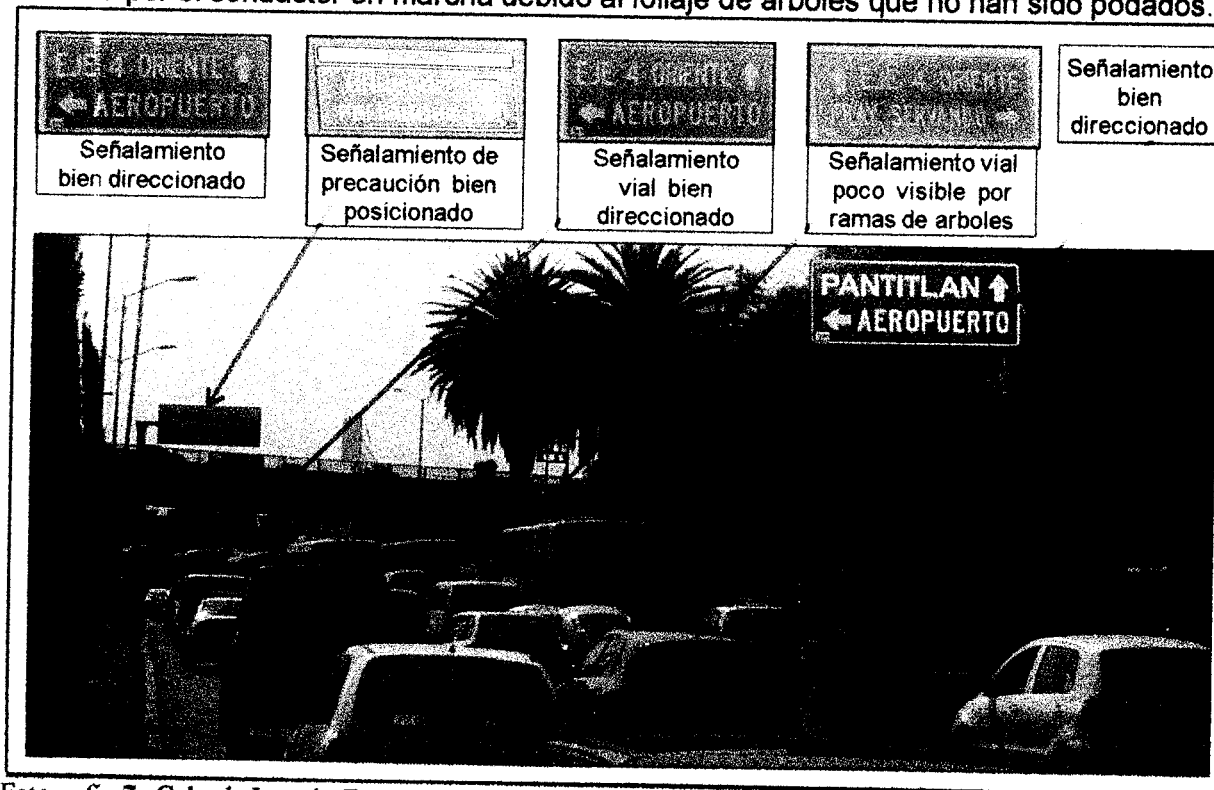 por el conductor en marcha debido al follaje de arboles que no han sido podados.
EJE 4 ORIENTE ↑
← AEROPUERTO
Señalamiento
bien direccionado
Señalamiento de
precaución bien
posicionado
EJE 4 ORIENTE ↑
← AEROPUERTO
Señalamiento
vial bien
direccionado
↑ EJE 4 ORIENTE
FRAY SERVANDO →
Señalamiento vial
poco visible por
ramas de arboles
Señalamiento
bien
direccionado
PANTITLAN ↑
← AEROPUERTO